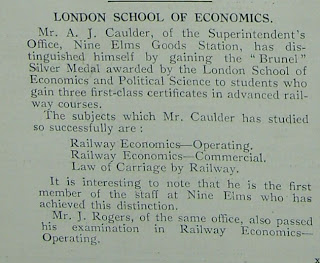 LONDON SCHOOL OF ECONOMICS.
Mr. A. J. Caulder, of the Superintendent's
Office, Nine Elms Goods Station, has dis-
tinguished himself by gaining the "Brunel"
Silver Medal awarded by the London School of
Economics and Political Science to students who
gain three first-class certificates in advanced rail-
way courses.
The subjects which Mr. Caulder has studied
so successfully are :
Railway Economics—Operating.
Railway Economics—Commercial.
Law of Carriage by Railway.
It is interesting to note that he is the first
member of the staff at Nine Elms who has
achieved this distinction.
Mr. J. Rogers, of the same office, also passed
his examination in Railway Economics—
Operating.
x